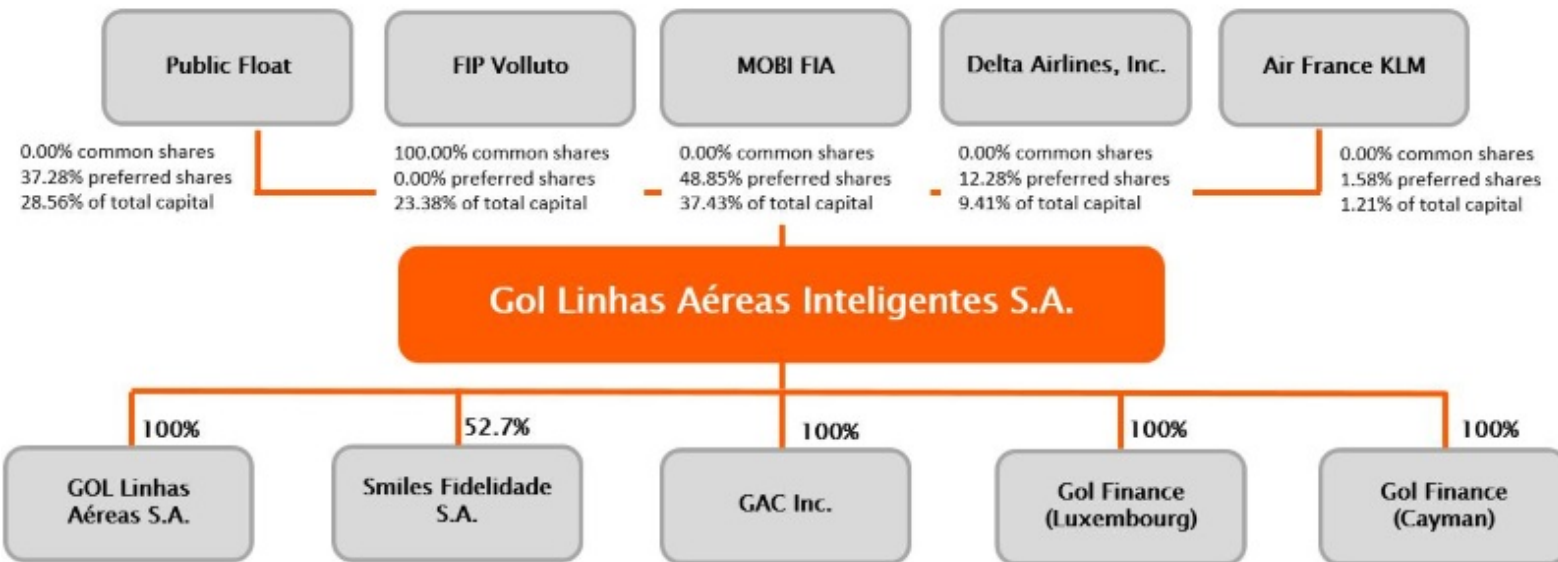 Public Float
FIP Volluto
MOBI FIA
Delta Airlines, Inc.
Air France KLM
0.00% common shares
37.28% preferred shares
28.56% of total capital
100.00% common shares
0.00% preferred shares
23.38% of total capital
0.00% common shares
48.85% preferred shares
37.43% of total capital
0.00% common shares
12.28% preferred shares
9.41% of total capital
0.00% common shares
1.58% preferred shares
1.21% of total capital
Gol Linhas Aéreas Inteligentes S.A.
100%
52.7%
100%
100%
100%
GOL Linhas
Aéreas S.A.
Smiles Fidelidade
S.A.
GAC Inc.
Gol Finance
(Luxembourg)
Gol Finance
(Cayman)